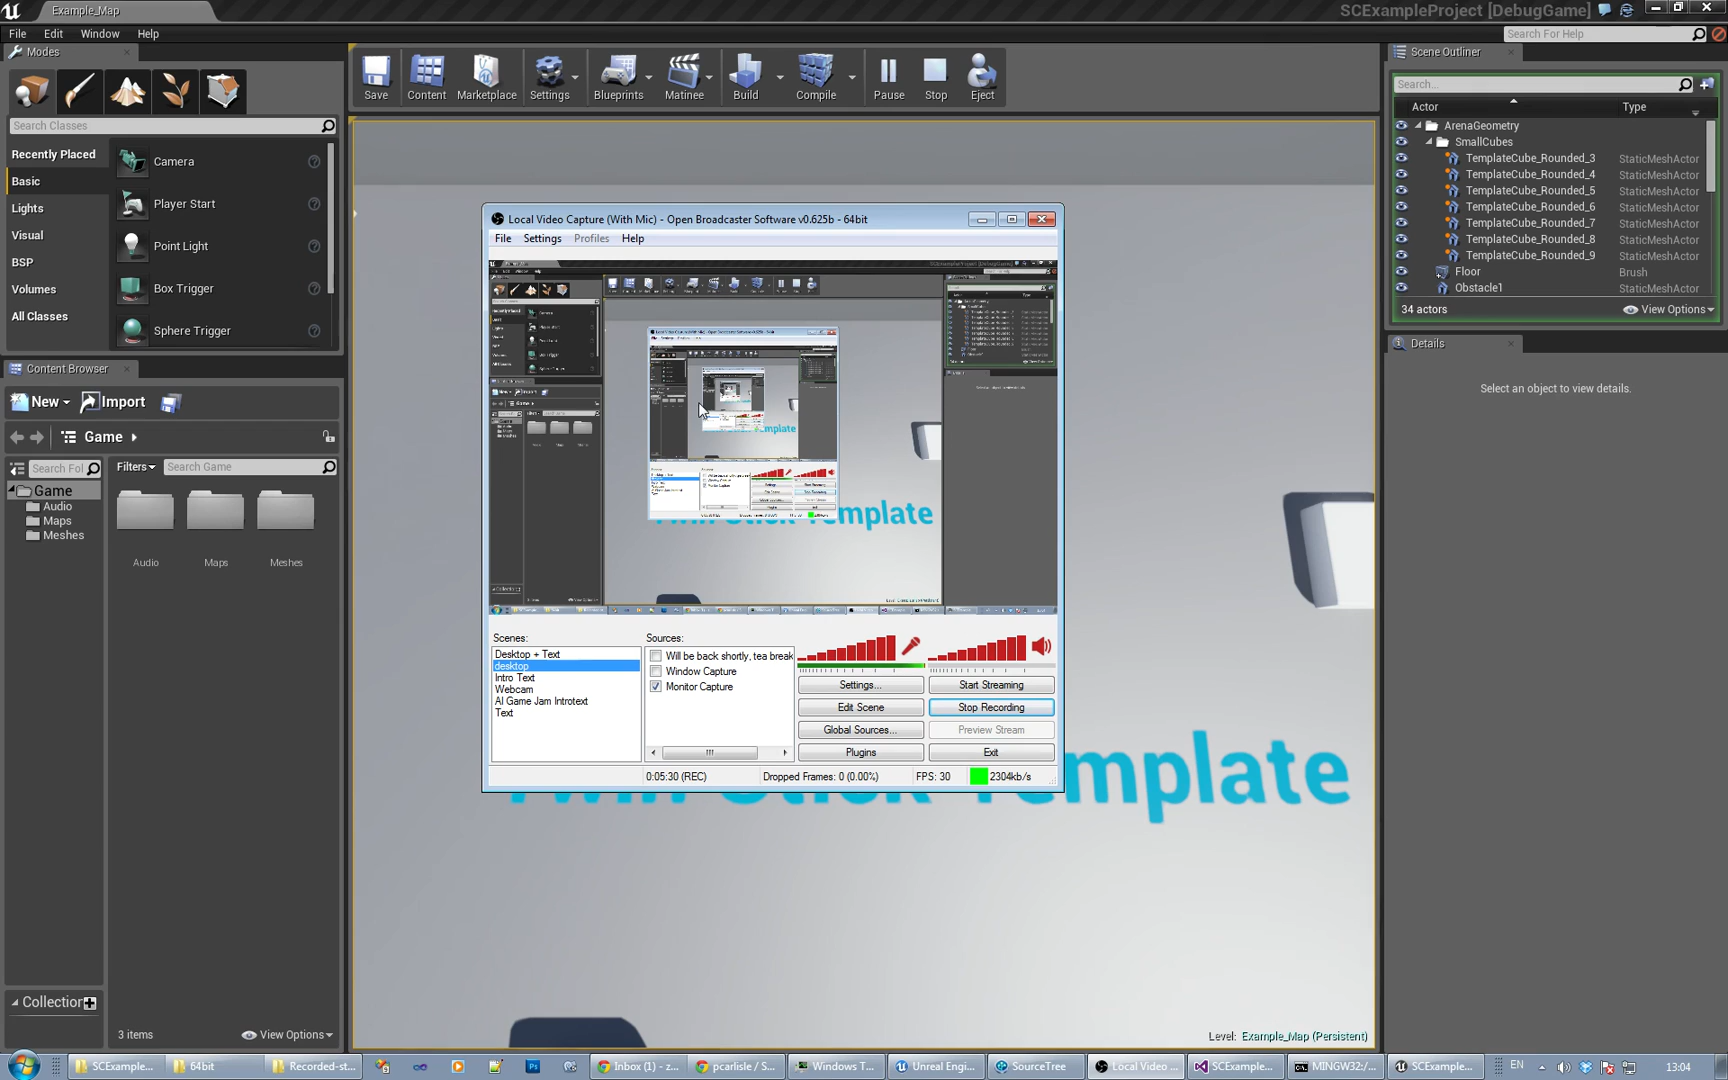 Example_Map
SCExampleProject [DebugGame]
File Edit Window Help
Search For Help
Modes
Save Content Marketplace Settings Blueprints Matinee Build Compile Pause Stop Eject
Search Classes
Recently Placed
Basic
Lights
Visual
BSP
Volumes
All Classes
Camera
Player Start
Point Light
Box Trigger
Sphere Trigger
Content Browser
New Import
Game
Search Fol
Game
Audio
Maps
Meshes
Filters Search Game
Audio Maps Meshes
Collection
3 items View Options
Local Video Capture (With Mic) - Open Broadcaster Software v0.625b - 64bit
File Settings Profiles Help
Scenes:
Desktop + Text
desktop
Intro Text
Webcam
AI Game Jam Introtext
Text
Sources:
Will be back shortly, tea break
Window Capture
Monitor Capture
Settings... Start Streaming
Edit Scene Stop Recording
Global Sources... Preview Stream
Plugins Exit
0:05:30 (REC) Dropped Frames: 0 (0.00%) FPS: 30 2304kb/s
Template
Level: Example_Map (Persistent)
Scene Outliner
Search...
Actor Type
ArenaGeometry
SmallCubes
TemplateCube_Rounded_3 StaticMeshActor
TemplateCube_Rounded_4 StaticMeshActor
TemplateCube_Rounded_5 StaticMeshActor
TemplateCube_Rounded_6 StaticMeshActor
TemplateCube_Rounded_7 StaticMeshActor
TemplateCube_Rounded_8 StaticMeshActor
TemplateCube_Rounded_9 StaticMeshActor
Floor Brush
Obstacle1 StaticMeshActor
34 actors View Options
Details
Select an object to view details.
SCExample... 64bit Recorded-st... Inbox (1) - z... pcarlisle / S... Windows T... Unreal Engi... SourceTree Local Video ... SCExample... MINGW32:/... SCExample... EN 13:04